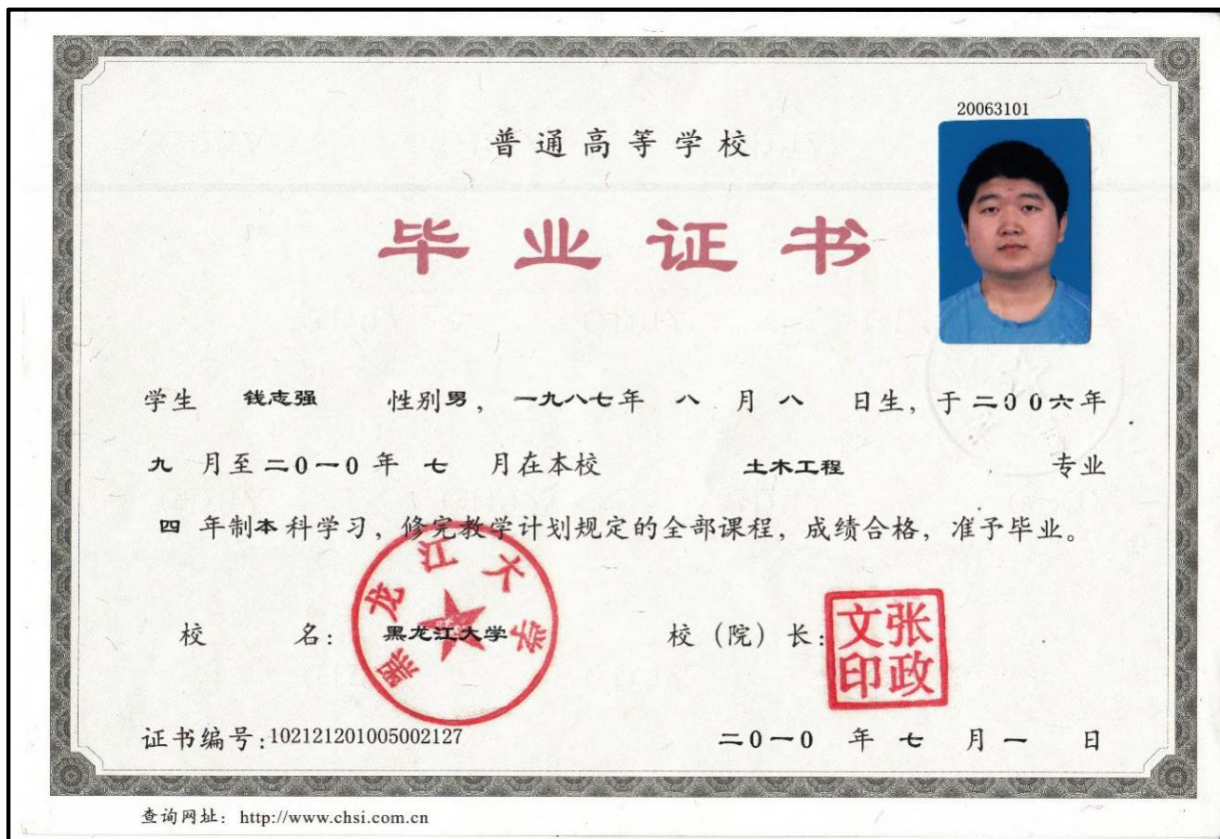 20063101
普通高等学校
毕业证书
学生 钱志强 性别男，一九八七年 八 月 八 日生，于二00六年
九 月至二0一0年 七 月在本校 土木工程 专业
四 年制本科学习，修完教学计划规定的全部课程，成绩合格，准予毕业。
校 名：黑龙江大学 校（院）长：
黑龙江大学
张政文印
证书编号：102121201005002127 二0一0 年 七 月 一 日
查询网址：http://www.chsi.com.cn